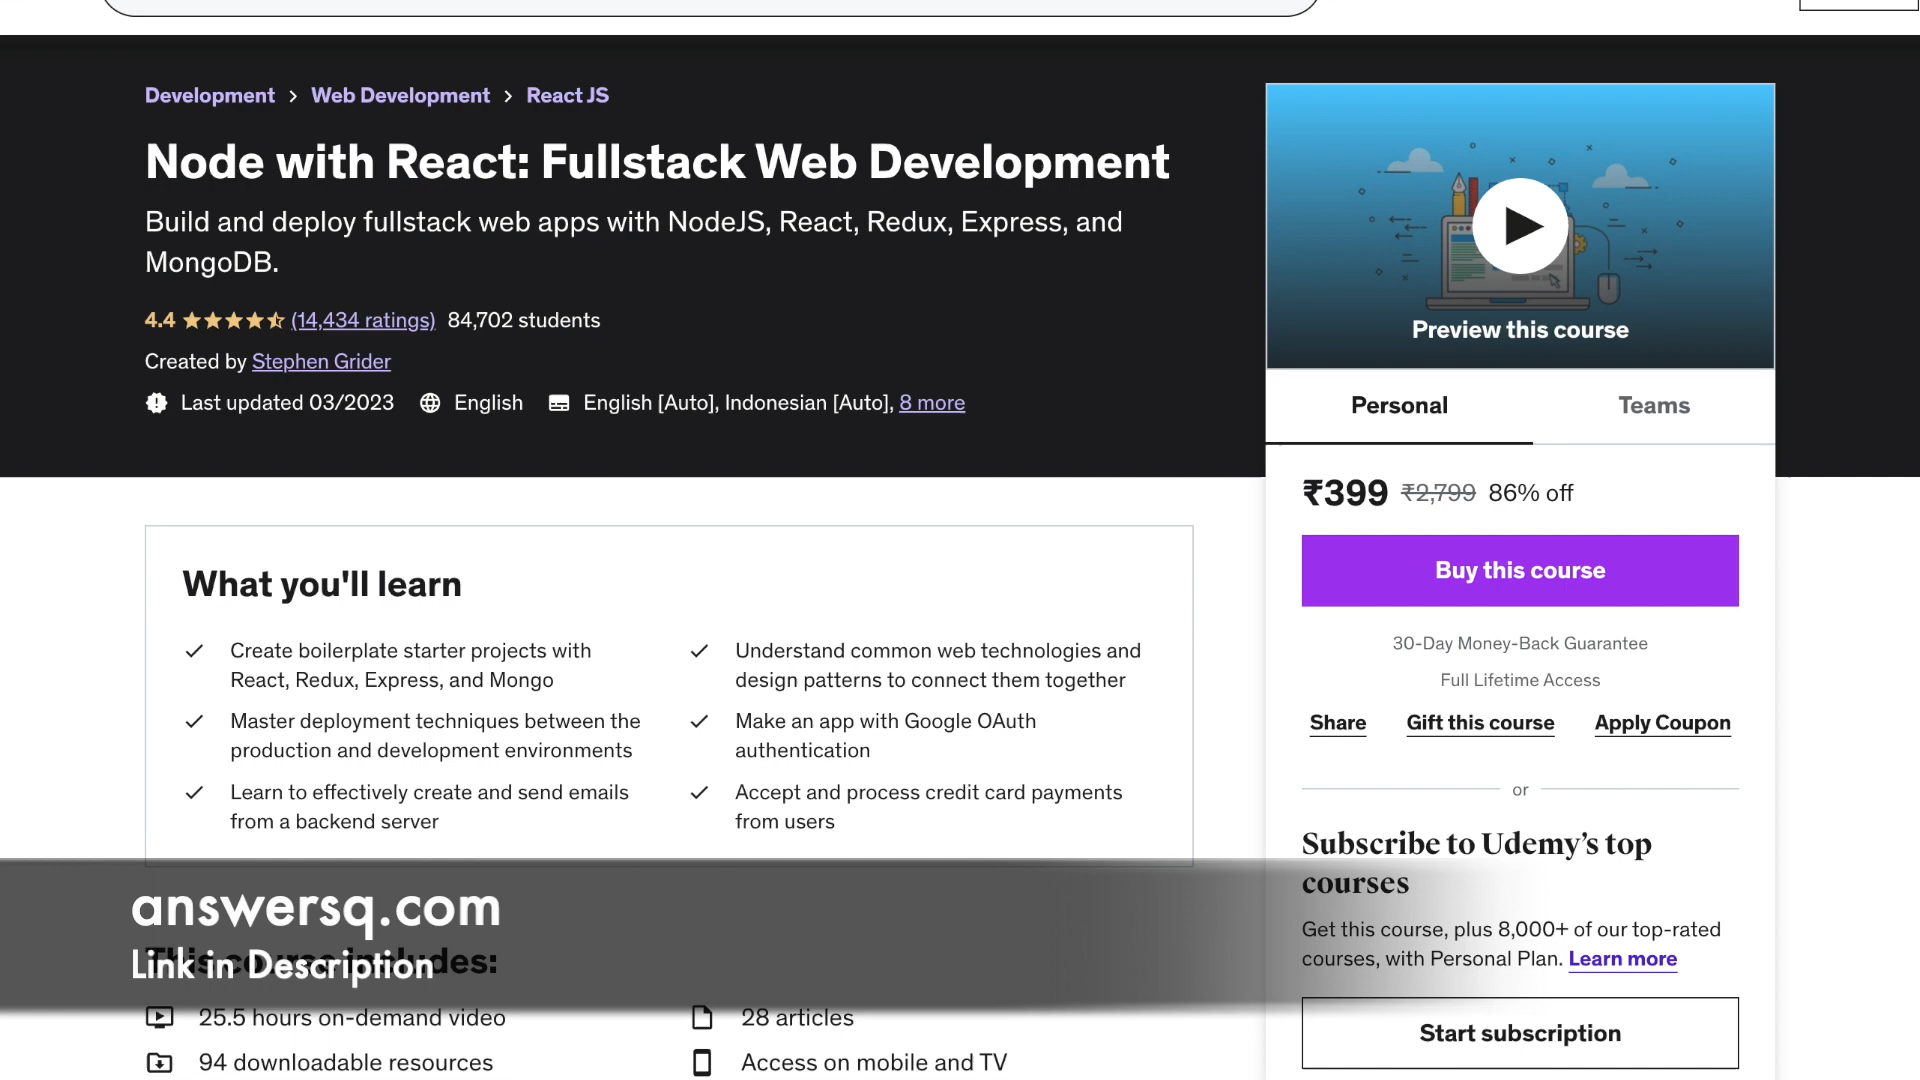 Development > Web Development > React JS
Node with React: Fullstack Web Development
Build and deploy fullstack web apps with NodeJS, React, Redux, Express, and
MongoDB.
4.4 (14,434 ratings) 84,702 students
Created by Stephen Grider
Last updated 03/2023 English English [Auto], Indonesian [Auto], 8 more
Preview this course
Personal Teams
₹399 ₹2,799 86% off
Buy this course
30-Day Money-Back Guarantee
Full Lifetime Access
Share Gift this course Apply Coupon
or
Subscribe to Udemy’s top
courses
Get this course, plus 8,000+ of our top-rated
courses, with Personal Plan. Learn more
Start subscription
What you'll learn
Create boilerplate starter projects with
React, Redux, Express, and Mongo
Understand common web technologies and
design patterns to connect them together
Master deployment techniques between the
production and development environments
Make an app with Google OAuth
authentication
Learn to effectively create and send emails
from a backend server
Accept and process credit card payments
from users
answersq.com
Link in Description
This course includes:
25.5 hours on-demand video
28 articles
94 downloadable resources
Access on mobile and TV